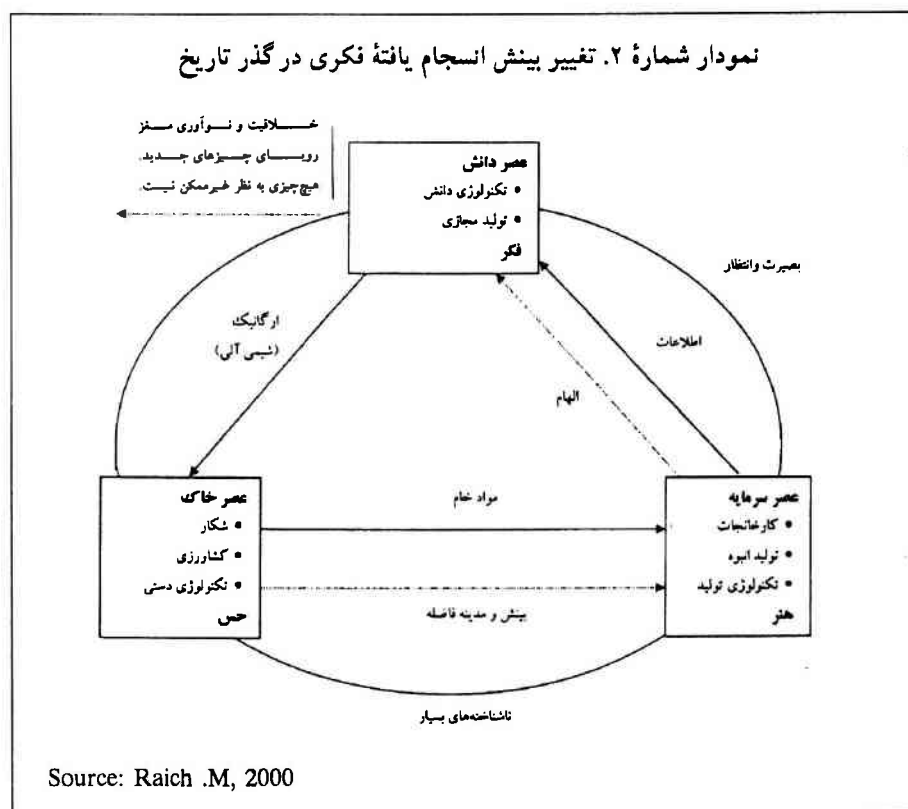 نمودار شمارهٔ ۲. تغییر بینش انسجام یافتهٔ فکری در گذر تاریخ
خلاقیت و نوآوری مغز
رویای چیزهای جدید.
هیچ‌چیزی به نظر غیرممکن نیست.
عصر دانش
• تکنولوژی دانش
• تولید مجازی
فکر
بصیرت وانتظار
ارگانیک
(شیمی آلی)
اطلاعات
الهام
عصر خاک
• شکار
• کشاورزی
• تکنولوژی دستی
حس
مواد خام
بینش و مدینه فاضله
عصر سرمایه
• کارخانجات
• تولید انبوه
• تکنولوژی تولید
هنر
ناشناخته‌های بسیار
Source: Raich .M, 2000